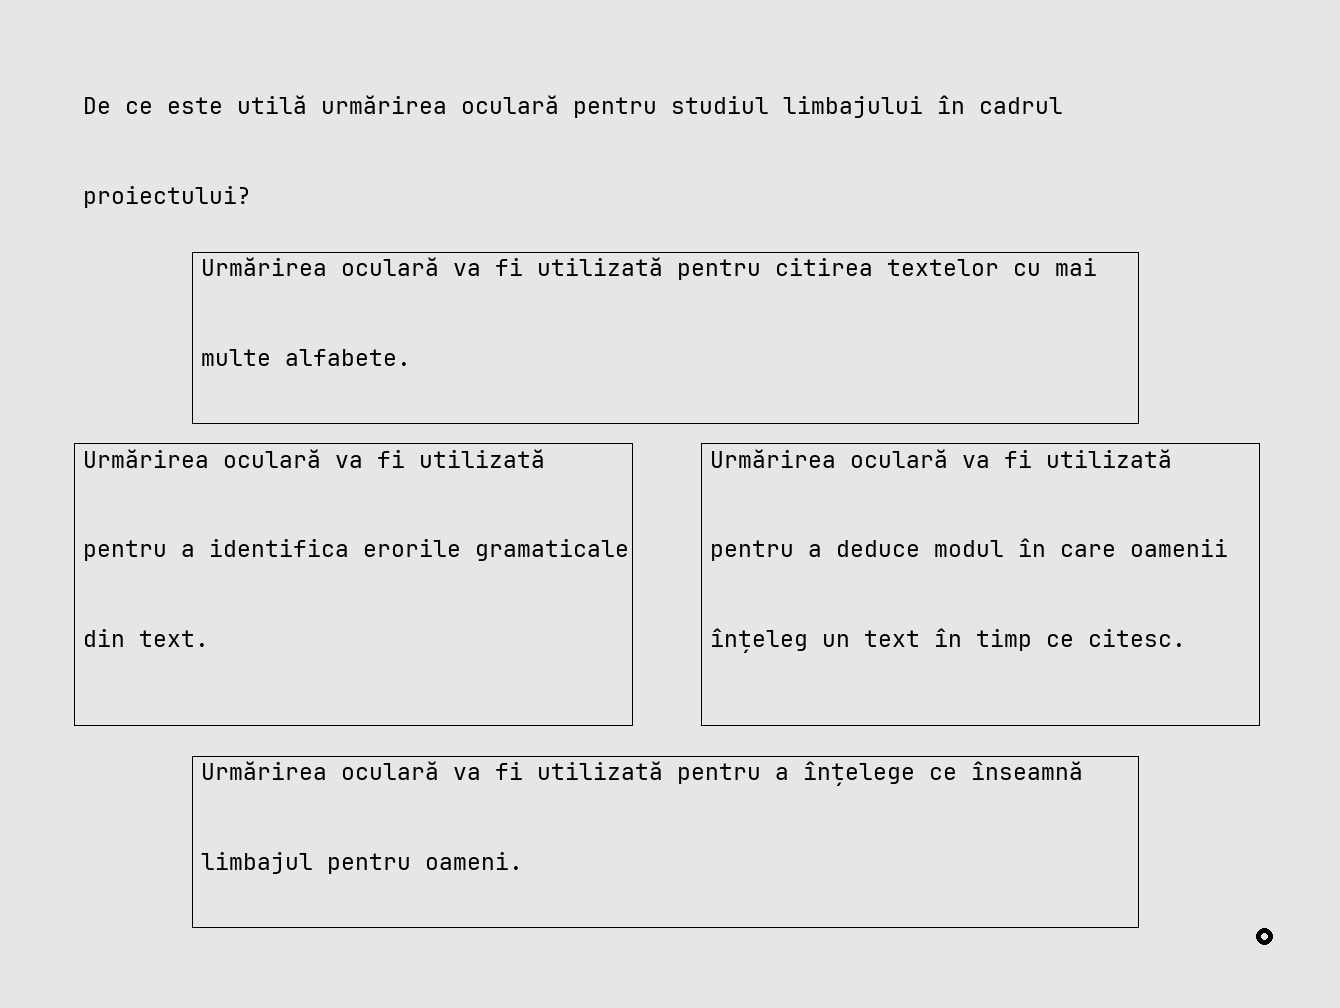 De ce este utilă urmărirea oculară pentru studiul limbajului în cadrul
proiectului?
Urmărirea oculară va fi utilizată pentru citirea textelor cu mai
multe alfabete.
Urmărirea oculară va fi utilizată
pentru a identifica erorile gramaticale
din text.
Urmărirea oculară va fi utilizată
pentru a deduce modul în care oamenii
înțeleg un text în timp ce citesc.
Urmărirea oculară va fi utilizată pentru a înțelege ce înseamnă
limbajul pentru oameni.